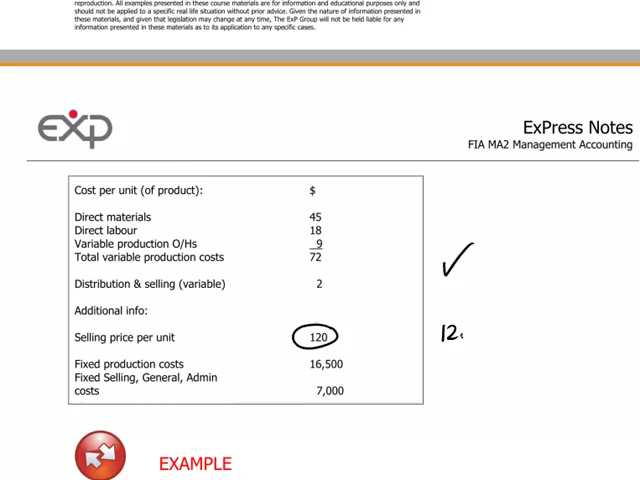 reproduction. All examples presented in these course materials are for information and educational purposes only and
should not be applied to a specific real life situation without prior advice. Given the nature of information presented in
these materials, and given that legislation may change at any time, The ExP Group will not be held liable for any
information presented in these materials as to its application to any specific cases.
exp
ExPress Notes
FIA MA2 Management Accounting
Cost per unit (of product): $
Direct materials 45
Direct labour 18
Variable production O/Hs 9
Total variable production costs 72
Distribution & selling (variable) 2
Additional info:
Selling price per unit 120
12
Fixed production costs 16,500
Fixed Selling, General, Admin
costs 7,000
EXAMPLE